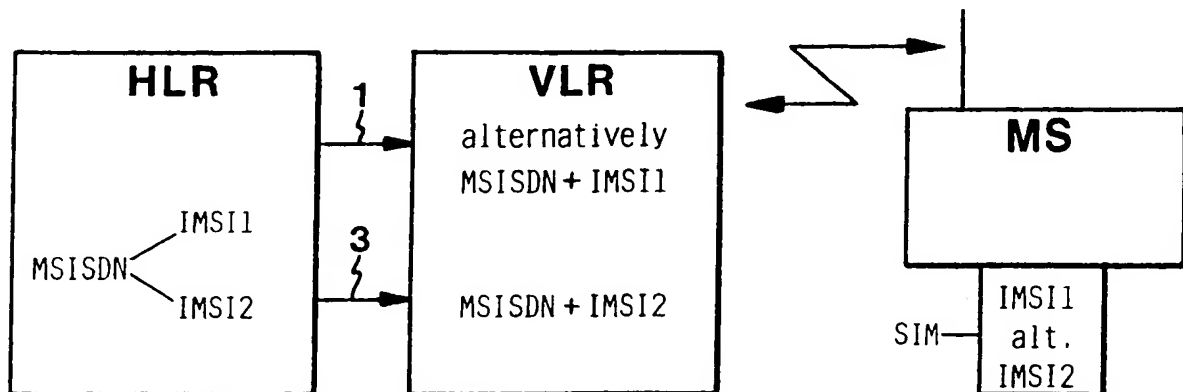 HLR
1
3
IMSI1
MSISDN
IMSI2
VLR
alternatively
MSISDN + IMSI1
MSISDN + IMSI2
MS
SIM
IMSI1
alt.
IMSI2